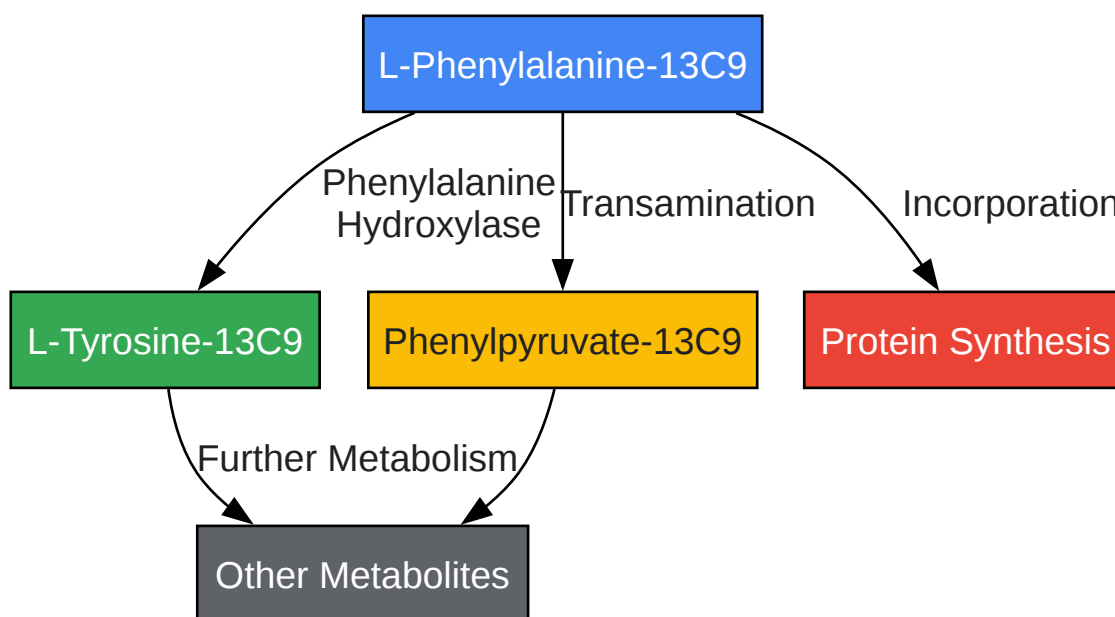 L-Phenylalanine-13C9
Phenylalanine
Hydroxylase
Transamination
Incorporation
L-Tyrosine-13C9
Phenylpyruvate-13C9
Protein Synthesis
Further Metabolism
Other Metabolites